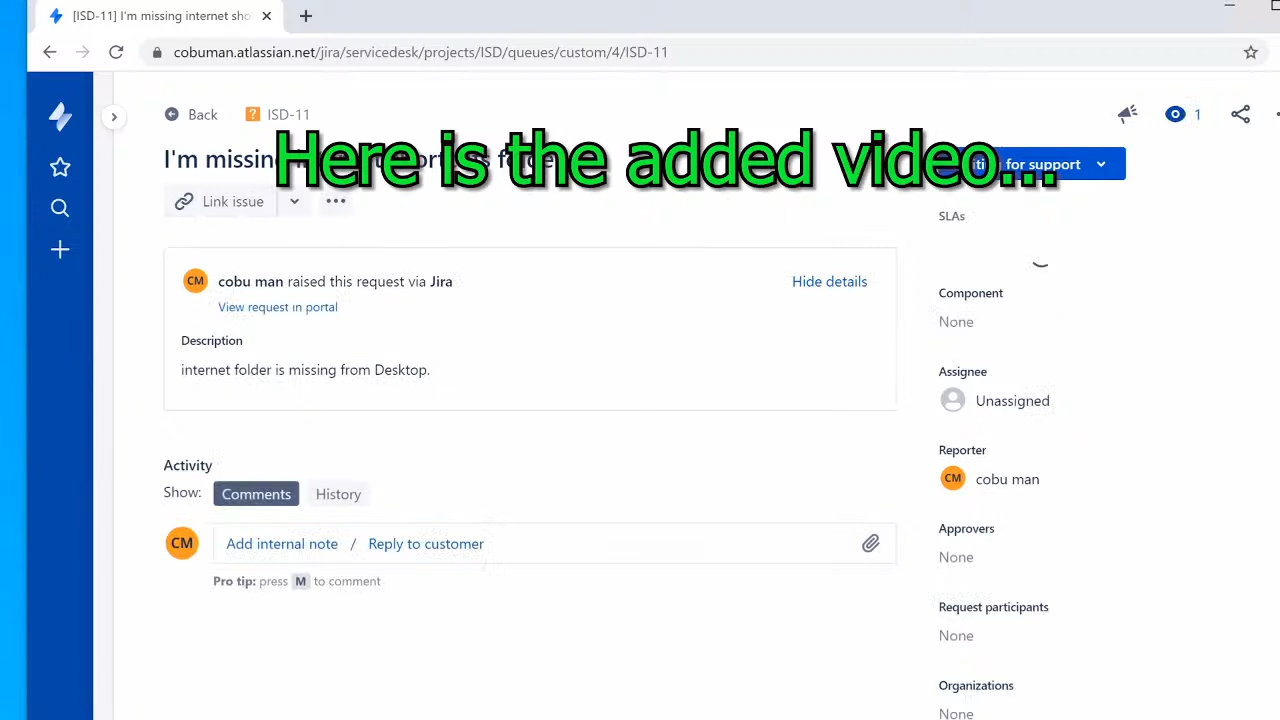 [ISD-11] I'm missing internet sho
cobuman.atlassian.net/jira/servicedesk/projects/ISD/queues/custom/4/ISD-11
Back
ISD-11
1
Here is the added video...
I'm missing
for support
Link issue
SLAs
CM
cobu man raised this request via Jira
Hide details
View request in portal
Description
internet folder is missing from Desktop.
Component
None
Assignee
Unassigned
Reporter
CM
cobu man
Activity
Show:
Comments
History
CM
Add internal note / Reply to customer
Pro tip: press M to comment
Approvers
None
Request participants
None
Organizations
None